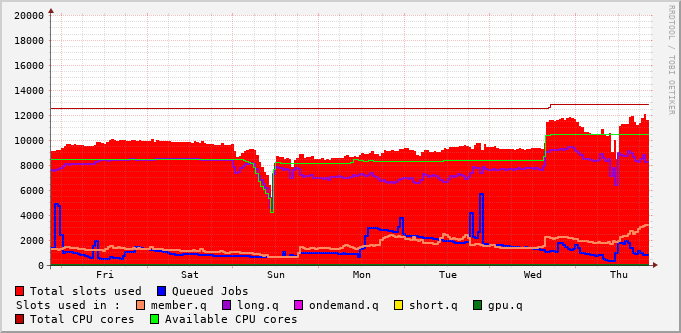 20000
18000
16000
14000
12000
10000
8000
6000
4000
2000
0
Fri Sat Sun Mon Tue Wed Thu
RRDTOOL / TOBI OETIKER
Total slots used Queued Jobs
Slots used in : member.q long.q ondemand.q short.q gpu.q
Total CPU cores Available CPU cores